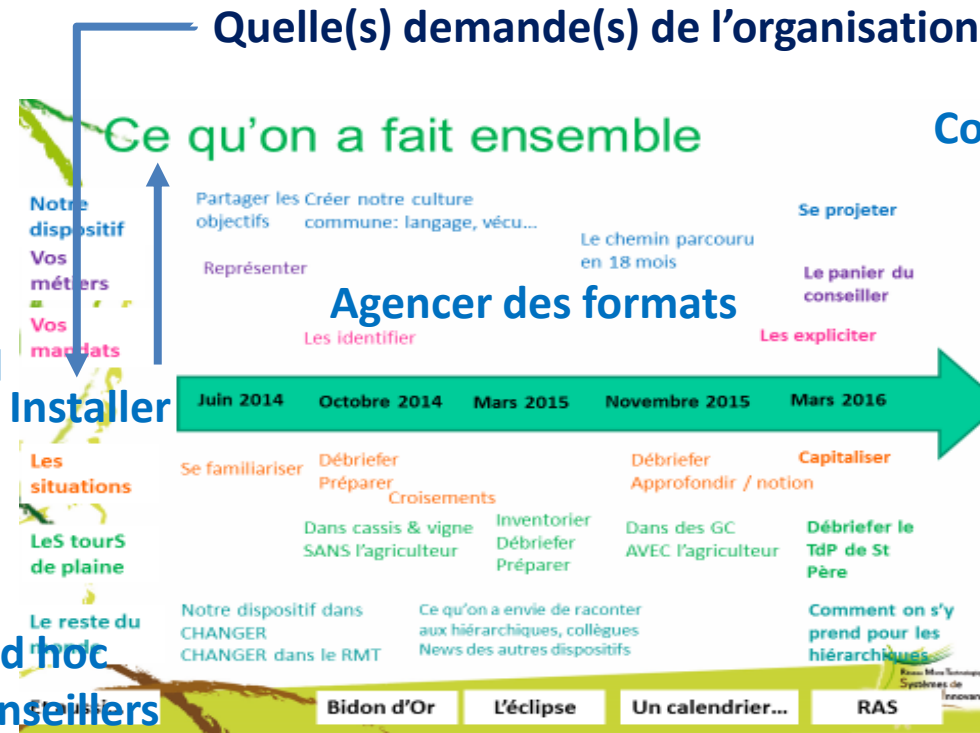 Quelle(s) demande(s) de l'organisation
Ce qu'on a fait ensemble
Co
Notre
dispositif
Partager les
objectifs
Créer notre culture
commune: langage, vécu...
Le chemin parcouru
en 18 mois
Se projeter
Vos
métiers
Représenter
Le panier du
conseiller
Agencer des formats
Vos
mandats
Les identifier
Les expliciter
Installer
Juin 2014
Octobre 2014
Mars 2015
Novembre 2015
Mars 2016
Les
situations
Se familiariser
Débriefer
Préparer
Croisements
Débriefer
Approfondir / notion
Capitaliser
LeS tourS
de plaine
Dans cassis & vigne
SANS l'agriculteur
Inventorier
Débriefer
Préparer
Dans des GC
AVEC l'agriculteur
Débriefer le
TdP de St
Père
Le reste du
monde
Notre dispositif dans
CHANGER
CHANGER dans le RMT
Ce qu'on a envie de raconter
aux hiérarchiques, collègues
News des autres dispositifs
Comment on s'y
prend pour les
hiérarchiques
d hoc
nseillers
Bidon d'Or
L'éclipse
Un calendrier...
RAS
Systèmes de